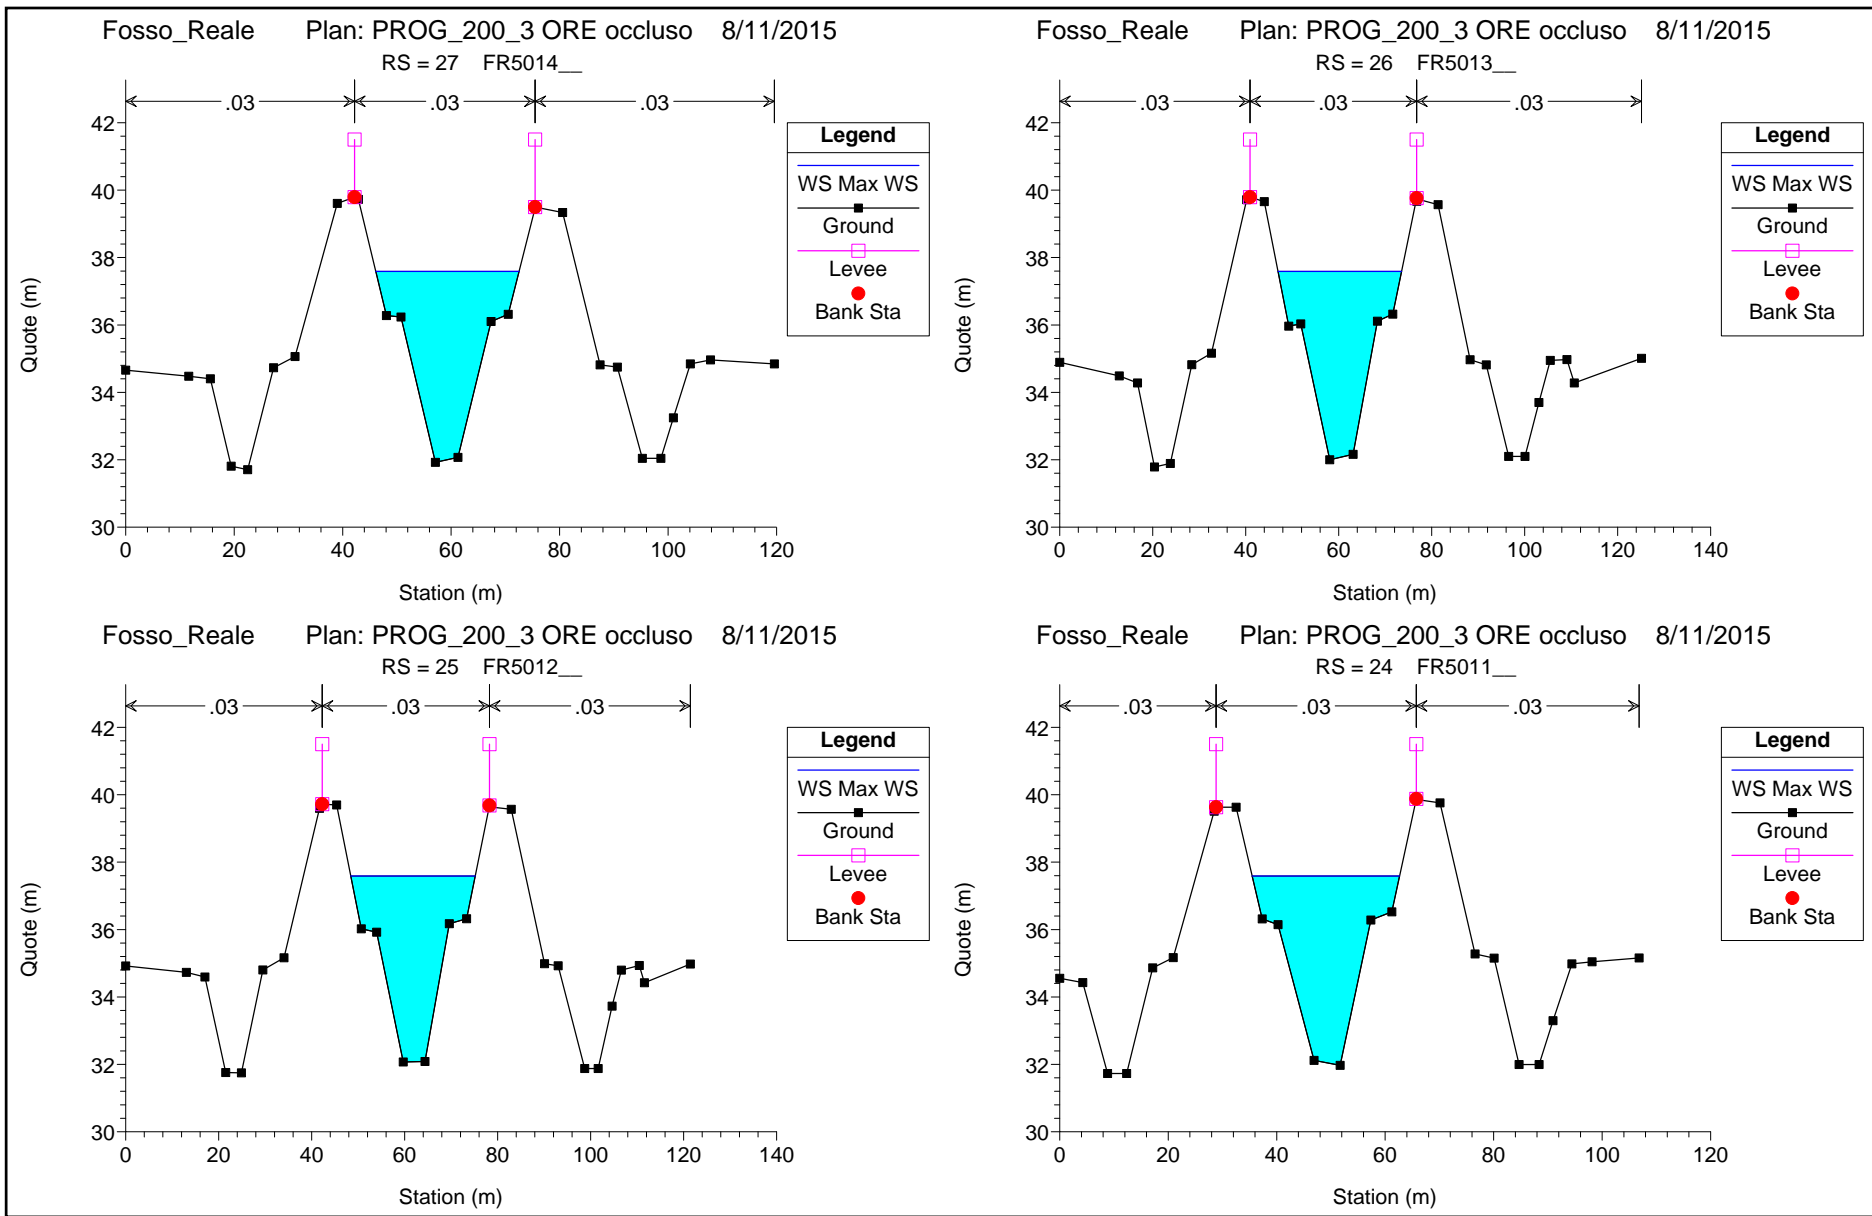 Fosso_Reale Plan: PROG_200_3 ORE occluso 8/11/2015
RS = 27 FR5014__
.03 .03 .03
42
40
38
36
34
32
30
0 20 40 60 80 100 120
Station (m)
Quote (m)
Legend
WS Max WS
Ground
Levee
Bank Sta
Fosso_Reale Plan: PROG_200_3 ORE occluso 8/11/2015
RS = 26 FR5013__
.03 .03 .03
42
40
38
36
34
32
30
0 20 40 60 80 100 120 140
Station (m)
Quote (m)
Legend
WS Max WS
Ground
Levee
Bank Sta
Fosso_Reale Plan: PROG_200_3 ORE occluso 8/11/2015
RS = 25 FR5012__
.03 .03 .03
42
40
38
36
34
32
30
0 20 40 60 80 100 120 140
Station (m)
Quote (m)
Legend
WS Max WS
Ground
Levee
Bank Sta
Fosso_Reale Plan: PROG_200_3 ORE occluso 8/11/2015
RS = 24 FR5011__
.03 .03 .03
42
40
38
36
34
32
30
0 20 40 60 80 100 120
Station (m)
Quote (m)
Legend
WS Max WS
Ground
Levee
Bank Sta